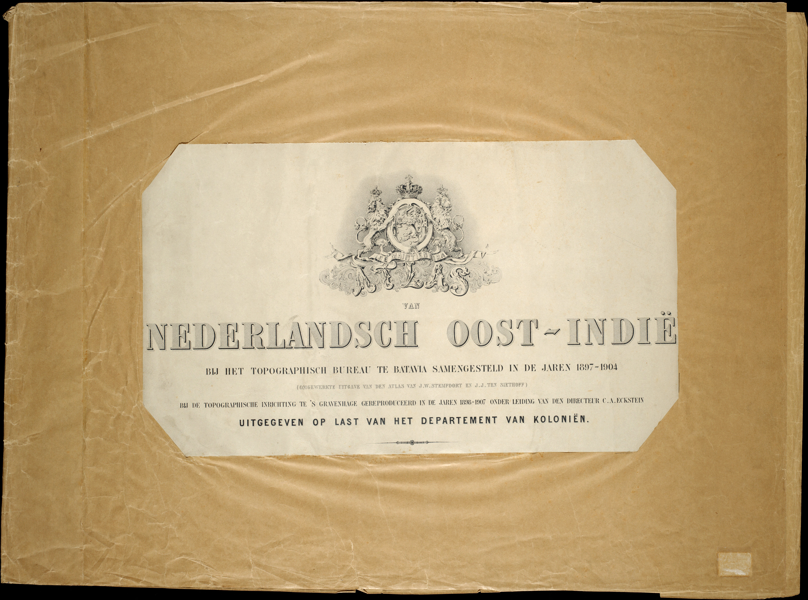 ATLAS
VAN
NEDERLANDSCH OOST-INDIË
BIJ HET TOPOGRAPHISCH BUREAU TE BATAVIA SAMENGESTELD IN DE JAREN 1897-1904
(OMGEWERKTE UITGAVE VAN DEN ATLAS VAN J.W. STEMFOORT EN J.J. TEN SIETHOFF)
BIJ DE TOPOGRAPHISCHE INRICHTING TE 'S GRAVENHAGE GEREPRODUCEERD IN DE JAREN 1898-1907 ONDER LEIDING VAN DEN DIRECTEUR C.A. ECKSTEIN
UITGEGEVEN OP LAST VAN HET DEPARTEMENT VAN KOLONIËN.